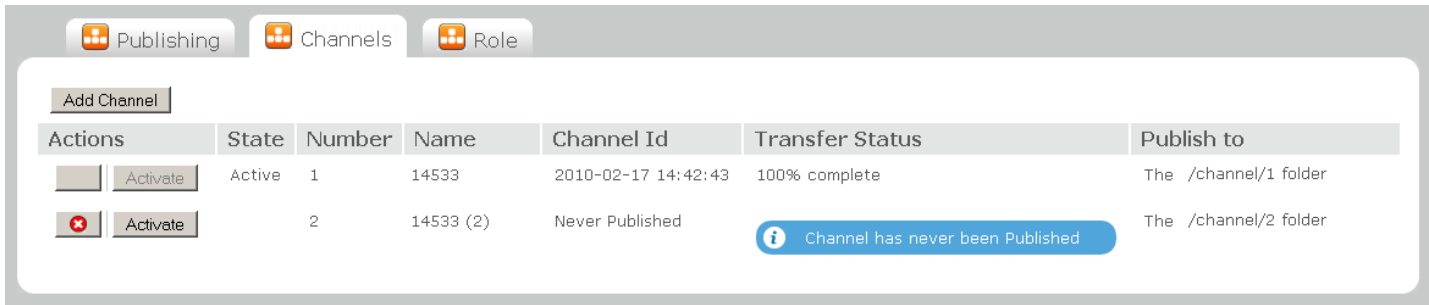 Publishing Channels Role
Add Channel
Actions State Number Name Channel Id Transfer Status Publish to
Activate Active 1 14533 2010-02-17 14:42:43 100% complete The /channel/1 folder
Activate 2 14533 (2) Never Published Channel has never been Published The /channel/2 folder